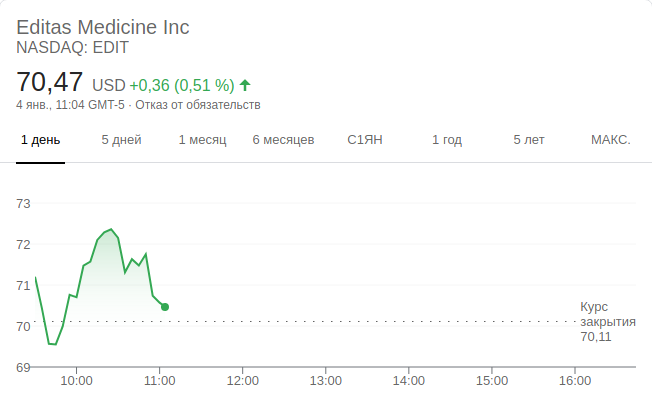 Editas Medicine Inc
NASDAQ: EDIT
70,47 USD +0,36 (0,51 %)
4 янв., 11:04 GMT-5 · Отказ от обязательств
1 день 5 дней 1 месяц 6 месяцев С1ЯН 1 год 5 лет МАКС.
73
72
71
70
69
Курс
закрытия
70,11
10:00 11:00 12:00 13:00 14:00 15:00 16:00